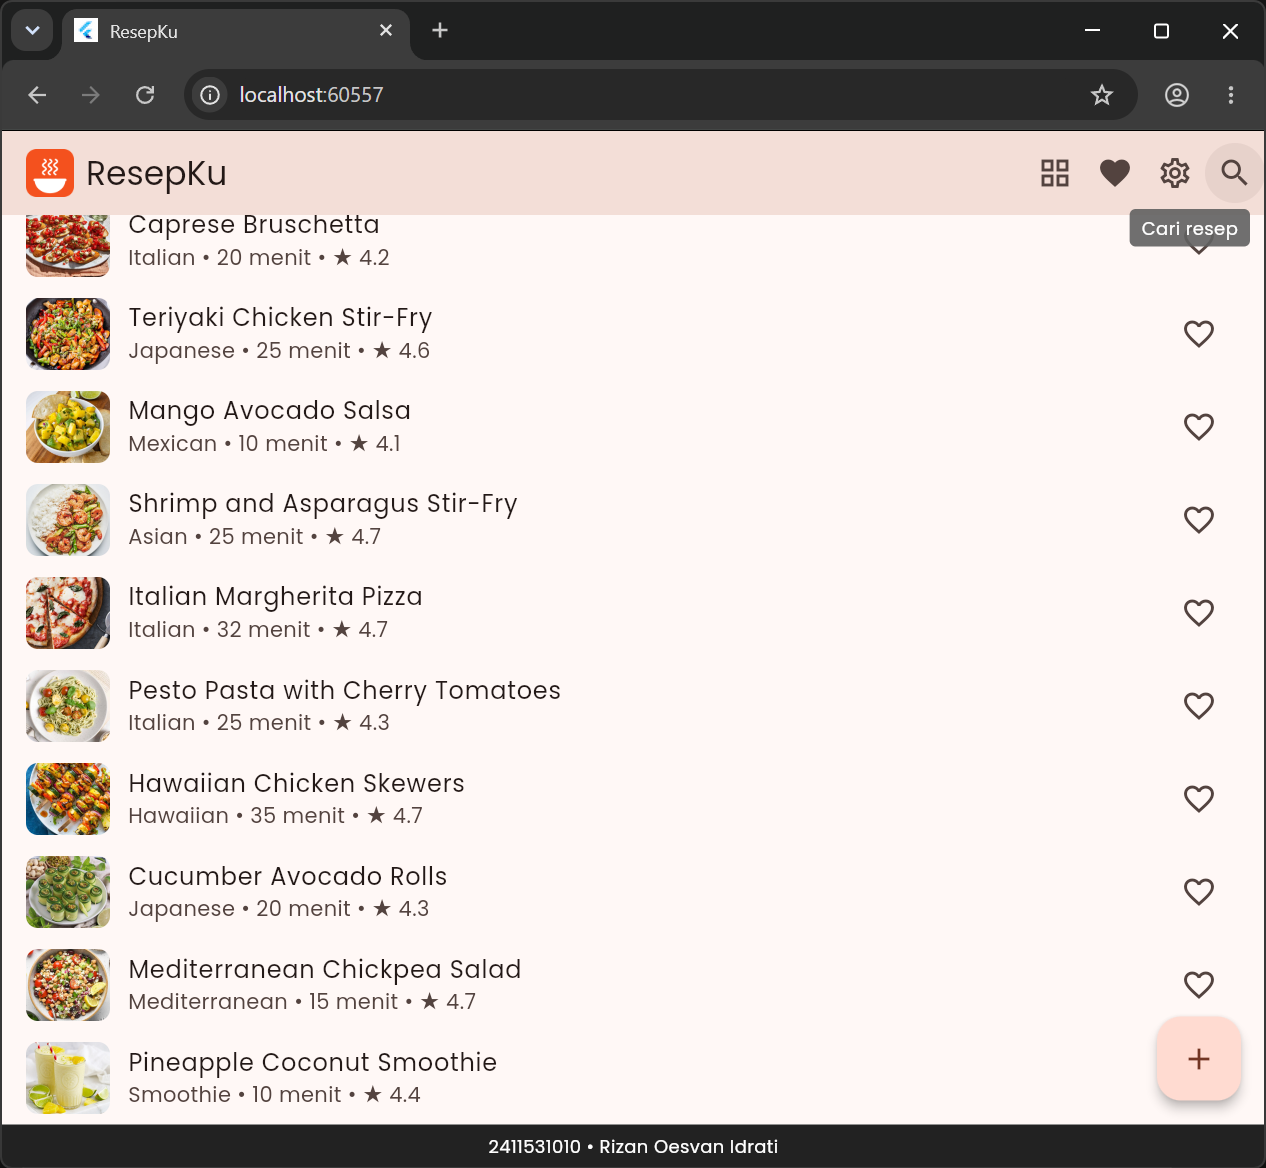 ResepKu
localhost:60557
ResepKu
Cari resep
Caprese Bruschetta
Italian • 20 menit • ★ 4.2
Teriyaki Chicken Stir-Fry
Japanese • 25 menit • ★ 4.6
Mango Avocado Salsa
Mexican • 10 menit • ★ 4.1
Shrimp and Asparagus Stir-Fry
Asian • 25 menit • ★ 4.7
Italian Margherita Pizza
Italian • 32 menit • ★ 4.7
Pesto Pasta with Cherry Tomatoes
Italian • 25 menit • ★ 4.3
Hawaiian Chicken Skewers
Hawaiian • 35 menit • ★ 4.7
Cucumber Avocado Rolls
Japanese • 20 menit • ★ 4.3
Mediterranean Chickpea Salad
Mediterranean • 15 menit • ★ 4.7
Pineapple Coconut Smoothie
Smoothie • 10 menit • ★ 4.4
2411531010 • Rizan Oesvan Idrati